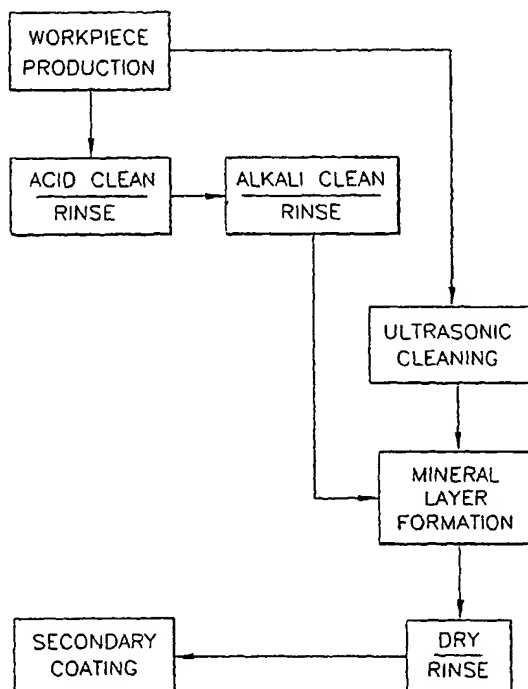 WORKPIECE
PRODUCTION
ACID CLEAN
RINSE
ALKALI CLEAN
RINSE
ULTRASONIC
CLEANING
MINERAL
LAYER
FORMATION
SECONDARY
COATING
DRY
RINSE